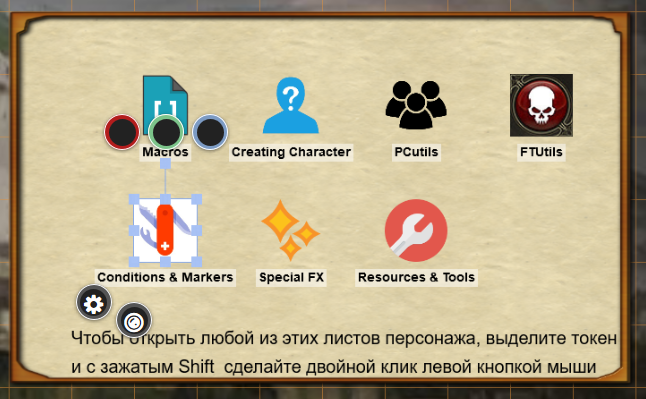 Macros
Creating Character
PCutils
FTUtils
Conditions & Markers
Special FX
Resources & Tools
Чтобы открыть любой из этих листов персонажа, выделите токен
и с зажатым Shift сделайте двойной клик левой кнопкой мыши